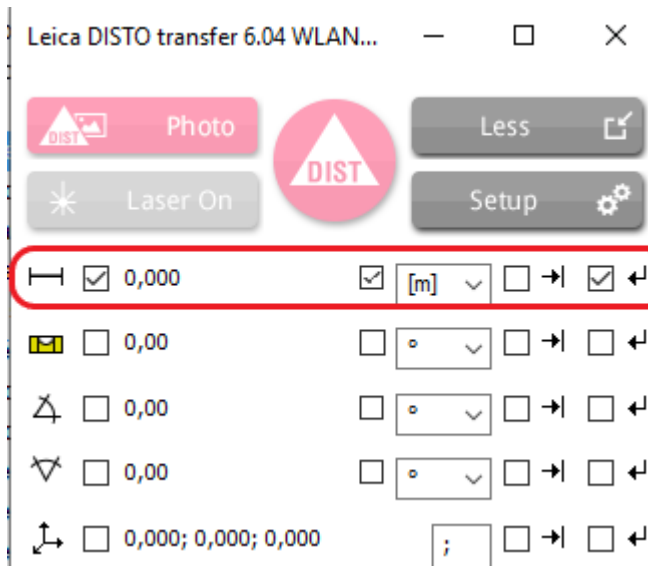 Leica DISTO transfer 6.04 WLAN...
DIST Photo
DIST
Less
Laser On
Setup
0,000 [m]
0,00 °
0,00 °
0,00 °
0,000; 0,000; 0,000 ;